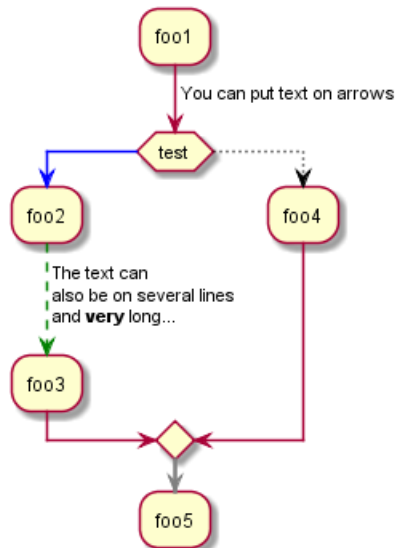 foo1
You can put text on arrows
test
foo2
foo4
The text can
also be on several lines
and very long...
foo3
foo5